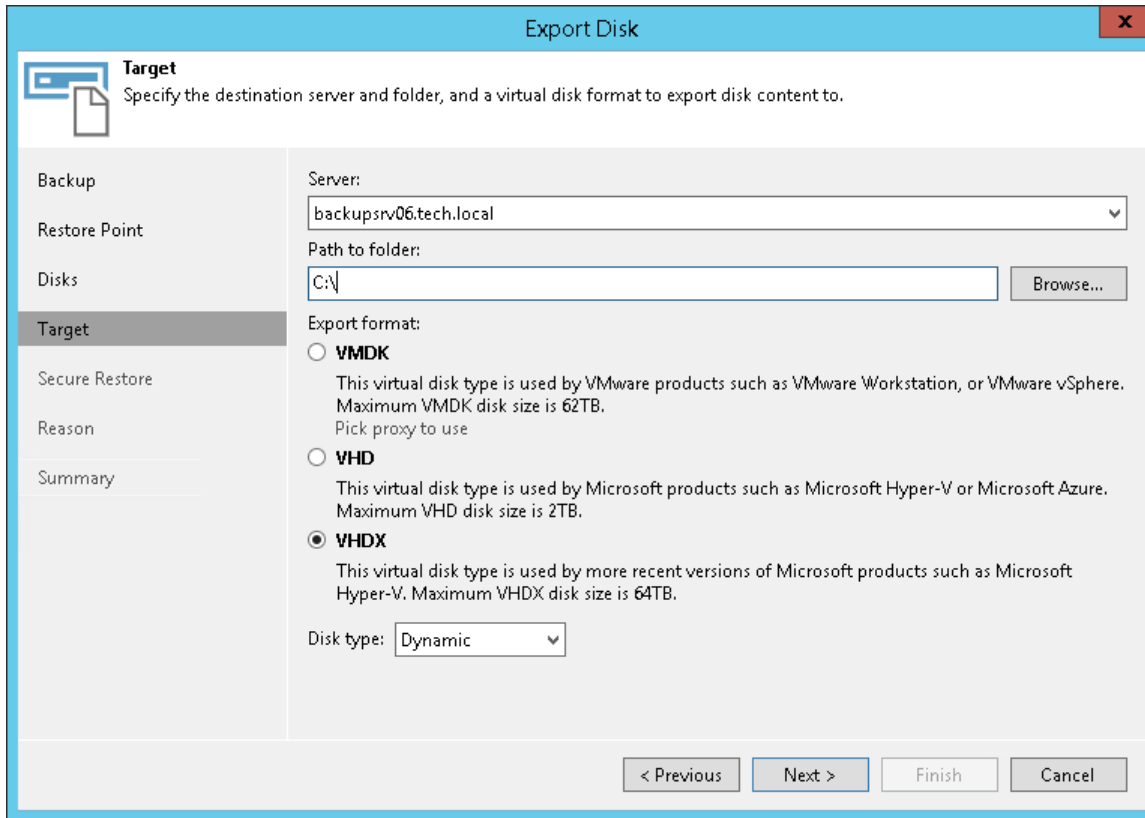 Export Disk
x
Target
Specify the destination server and folder, and a virtual disk format to export disk content to.
Backup
Restore Point
Disks
Target
Secure Restore
Reason
Summary
Server:
backupsrv06.tech.local
Path to folder:
C:\
Browse...
Export format:
VMDK
This virtual disk type is used by VMware products such as VMware Workstation, or VMware vSphere.
Maximum VMDK disk size is 62TB.
Pick proxy to use
VHD
This virtual disk type is used by Microsoft products such as Microsoft Hyper-V or Microsoft Azure.
Maximum VHD disk size is 2TB.
VHDX
This virtual disk type is used by more recent versions of Microsoft products such as Microsoft
Hyper-V. Maximum VHDX disk size is 64TB.
Disk type: Dynamic
< Previous
Next >
Finish
Cancel